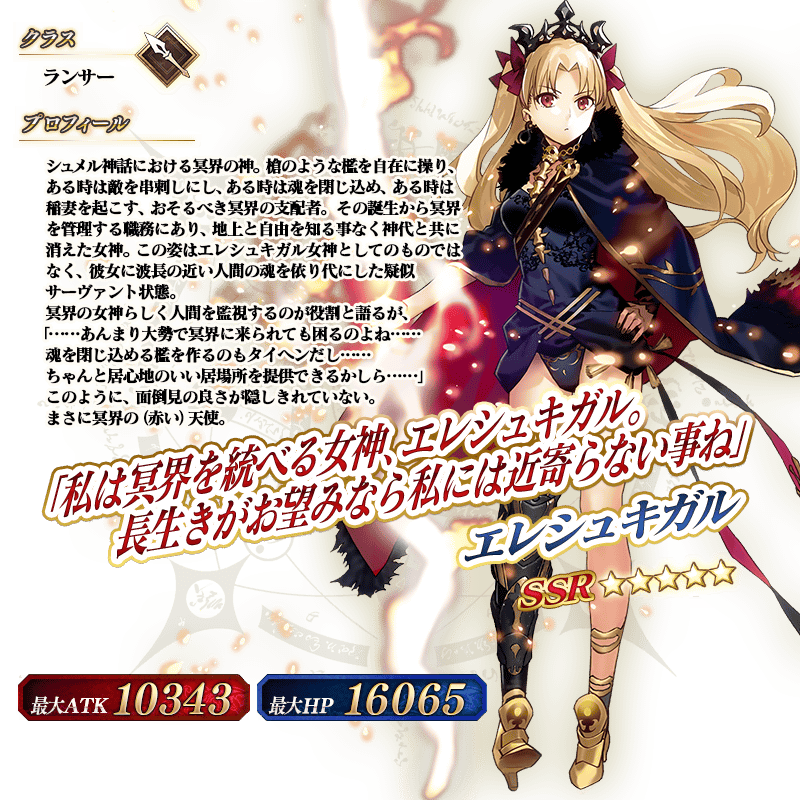 クラス
ランサー
プロフィール
シュメル神話における冥界の神。槍のような檻を自在に操り、
ある時は敵を串刺しにし、ある時は魂を閉じ込め、ある時は
稲妻を起こす、おそるべき冥界の支配者。その誕生から冥界
を管理する職務にあり、地上と自由を知る事なく神代と共に
消えた女神。この姿はエレシュキガル女神としてのものでは
なく、彼女に波長の近い人間の魂を依り代にした疑似
サーヴァント状態。
冥界の女神らしく人間を監視するのが役割と語るが、
「……あんまり大勢で冥界に来られても困るのよね……
魂を閉じ込める檻を作るのもタイヘンだし……
ちゃんと居心地のいい居場所を提供できるかしら……」
このように、面倒見の良さが隠しきれていない。
まさに冥界の（赤い）天使。
「私は冥界を統べる女神、エレシュキガル。
長生きがお望みなら私には近寄らない事ね」
エレシュキガル
SSR ☆☆☆☆☆
最大ATK 10343
最大HP 16065